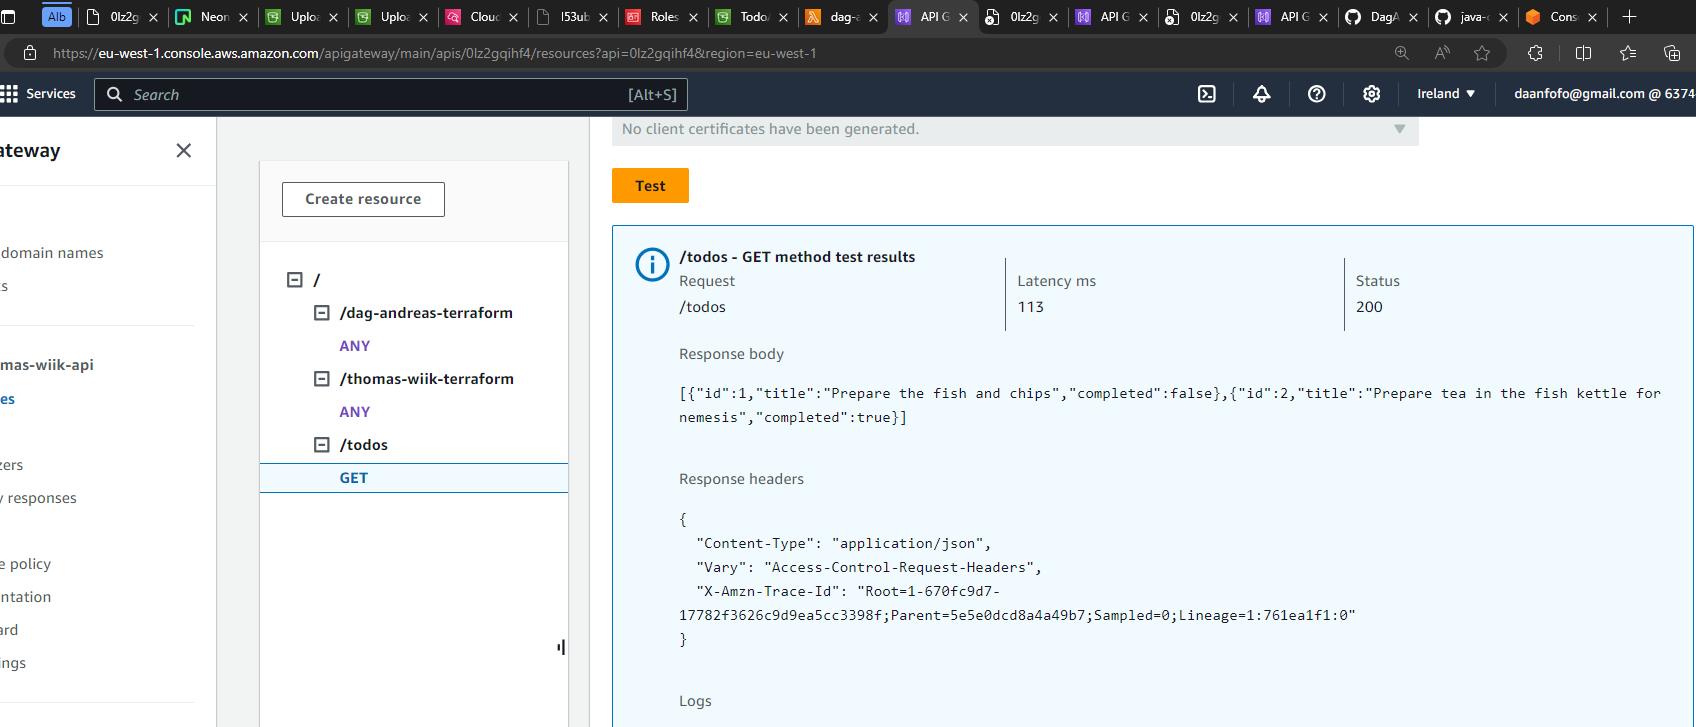 Alb
0lz2g
Neon
Uploa
Uploa
Cloud
l53ub
Roles
TodoA
dag-a
API G
0lz2g
API G
0lz2g
API G
DagA
java-c
Cons
https://eu-west-1.console.aws.amazon.com/apigateway/main/apis/0lz2gqihf4/resources?api=0lz2gqihf4&region=eu-west-1
Services
Search
[Alt+S]
Ireland ▼
daanfofo@gmail.com @ 6374
ateway
domain names
s
mas-wiik-api
es
zers
y responses
e policy
ntation
ard
ings
Create resource
/
/dag-andreas-terraform
ANY
/thomas-wiik-terraform
ANY
/todos
GET
No client certificates have been generated.
Test
/todos - GET method test results
Request
/todos
Latency ms
113
Status
200
Response body
[{"id":1,"title":"Prepare the fish and chips","completed":false},{"id":2,"title":"Prepare tea in the fish kettle for
nemesis","completed":true}]
Response headers
{
"Content-Type": "application/json",
"Vary": "Access-Control-Request-Headers",
"X-Amzn-Trace-Id": "Root=1-670fc9d7-
17782f3626c9d9ea5cc3398f;Parent=5e5e0dcd8a4a49b7;Sampled=0;Lineage=1:761ea1f1:0"
}
Logs